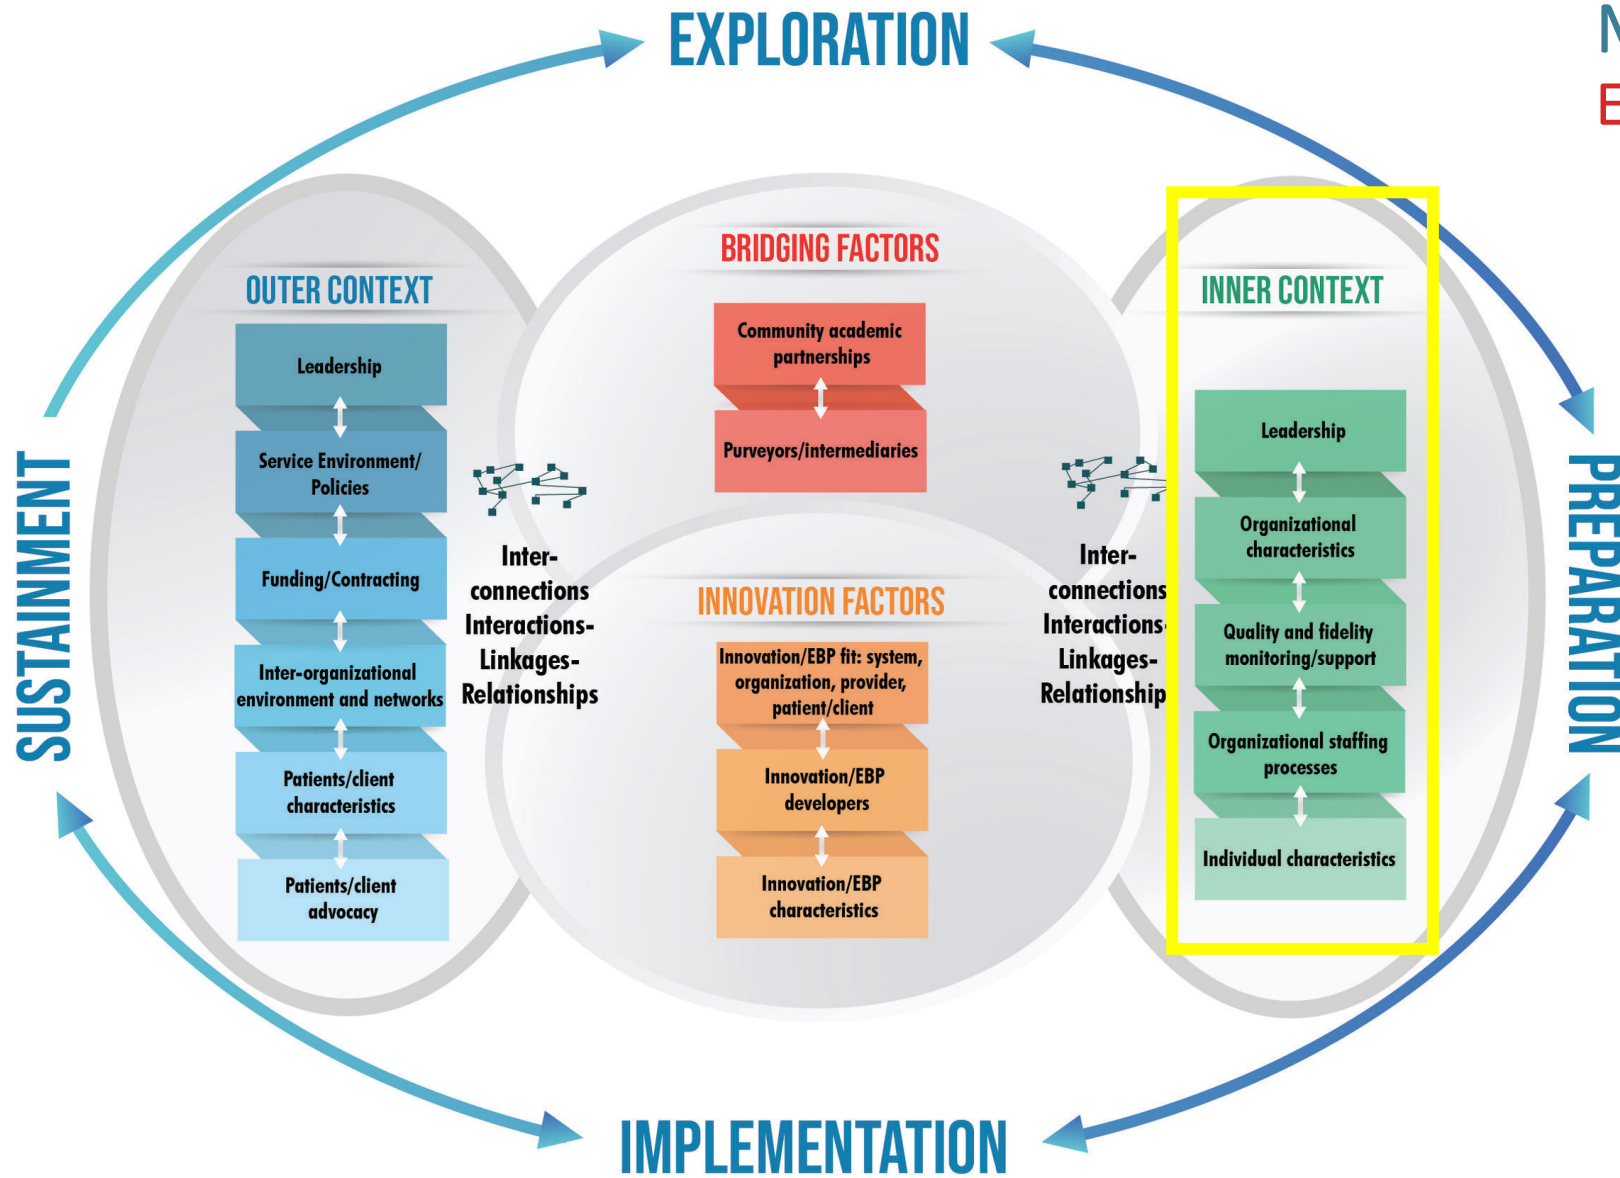 EXPLORATION
N
E
SUSTAINMENT
PREPARATION
IMPLEMENTATION
OUTER CONTEXT
Leadership
Service Environment/
Policies
Funding/Contracting
Inter-organizational
environment and networks
Patients/client
characteristics
Patients/client
advocacy
Inter-
connections
Interactions-
Linkages-
Relationships
BRIDGING FACTORS
Community academic
partnerships
Purveyors/intermediaries
INNOVATION FACTORS
Innovation/EBP fit: system,
organization, provider,
patient/client
Innovation/EBP
developers
Innovation/EBP
characteristics
Inter-
connections
Interactions-
Linkages-
Relationship
INNER CONTEXT
Leadership
Organizational
characteristics
Quality and fidelity
monitoring/support
Organizational staffing
processes
Individual characteristics